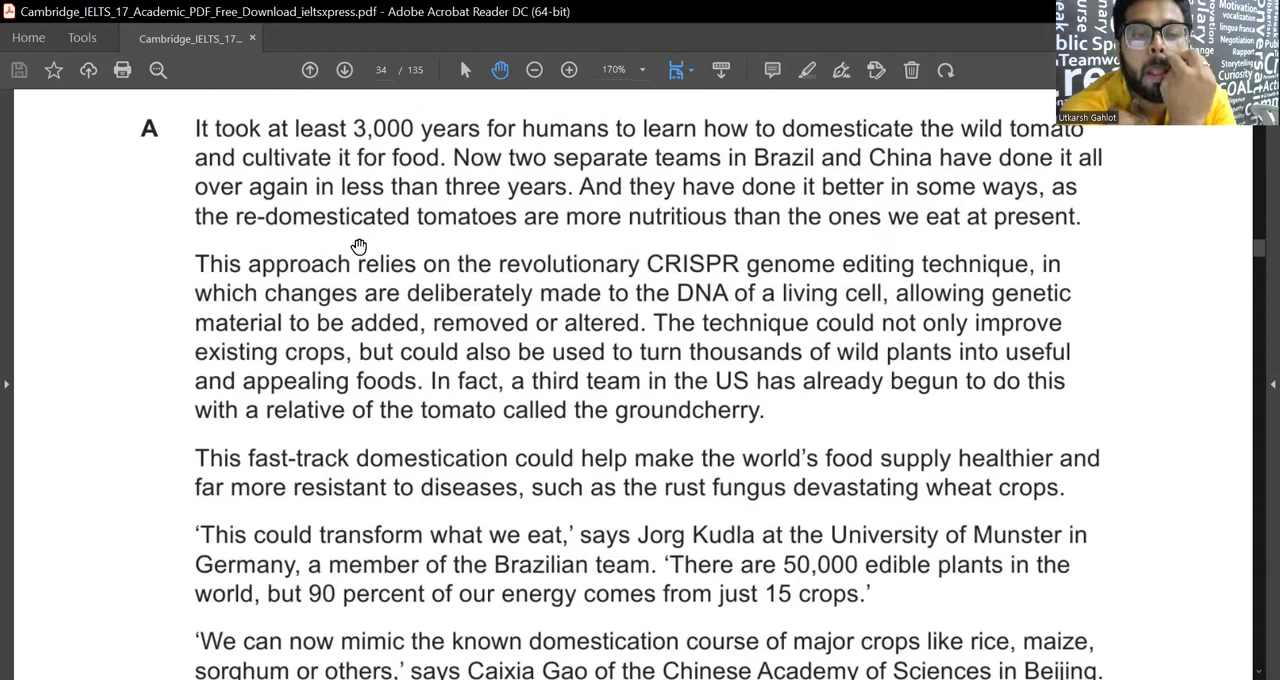 Cambridge_IELTS_17_Academic_PDF_Free_Download_ieltsxpress.pdf - Adobe Acrobat Reader DC (64-bit)
Home Tools Cambridge_IELTS_17... ×
34 / 135 170%
blic Sp
Teamwo
Motivation
vocalization
lingua franca
Negotiation
Rapport
Storytelling
Curiosity
GOAL
Utkarsh Gahlot
A It took at least 3,000 years for humans to learn how to domesticate the wild tomato
and cultivate it for food. Now two separate teams in Brazil and China have done it all
over again in less than three years. And they have done it better in some ways, as
the re-domesticated tomatoes are more nutritious than the ones we eat at present.
This approach relies on the revolutionary CRISPR genome editing technique, in
which changes are deliberately made to the DNA of a living cell, allowing genetic
material to be added, removed or altered. The technique could not only improve
existing crops, but could also be used to turn thousands of wild plants into useful
and appealing foods. In fact, a third team in the US has already begun to do this
with a relative of the tomato called the groundcherry.
This fast-track domestication could help make the world's food supply healthier and
far more resistant to diseases, such as the rust fungus devastating wheat crops.
'This could transform what we eat,' says Jorg Kudla at the University of Munster in
Germany, a member of the Brazilian team. 'There are 50,000 edible plants in the
world, but 90 percent of our energy comes from just 15 crops.'
'We can now mimic the known domestication course of major crops like rice, maize,
sorghum or others,' says Caixia Gao of the Chinese Academy of Sciences in Beijing.